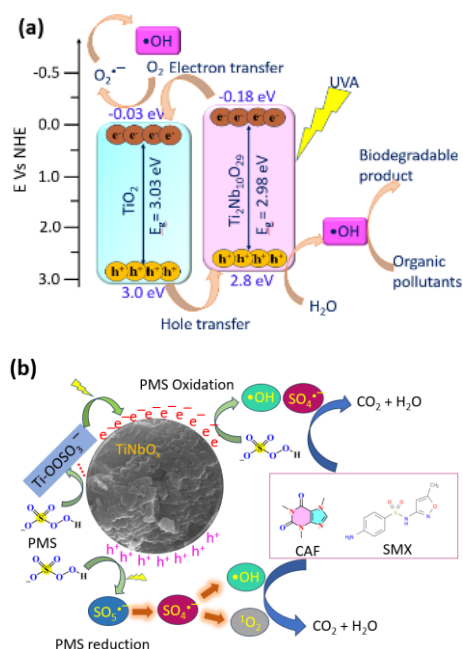 (a)
•OH
O₂•⁻
O₂
Electron transfer
-0.5
-0.03 eV
-0.18 eV
UVA
E Vs NHE
0.0
e⁻ e⁻ e⁻ e⁻
e⁻ e⁻ e⁻ e⁻
Biodegradable
product
1.0
TiO₂
E_g = 3.03 eV
Ti₂Nb₁₀O₂₉
E_g = 2.98 eV
2.0
•OH
h⁺ h⁺ h⁺ h⁺
h⁺ h⁺ h⁺ h⁺
3.0
3.0 eV
2.8 eV
H₂O
Organic
pollutants
Hole transfer
(b)
PMS Oxidation
•OH
SO₄•⁻
CO₂ + H₂O
e⁻ e⁻ e⁻ e⁻ e⁻ e⁻ e⁻ e⁻ e⁻
TiNbOₓ
Ti-OOSO₃⁻
PMS
CAF
SMX
h⁺ h⁺ h⁺ h⁺ h⁺ h⁺ h⁺
•OH
SO₅•⁻
SO₄•⁻
¹O₂
CO₂ + H₂O
PMS reduction